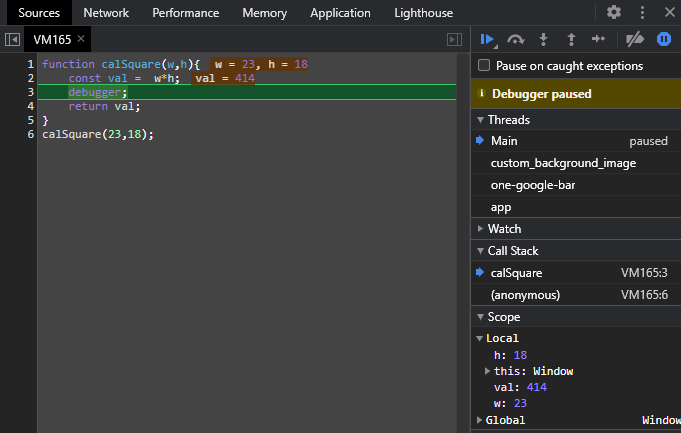 Sources Network Performance Memory Application Lighthouse
VM165
1 function calSquare(w,h){ w = 23, h = 18
2 const val =  w*h; val = 414
3 debugger;
4 return val;
5 }
6 calSquare(23,18);
Pause on caught exceptions
Debugger paused
Threads
Main paused
custom_background_image
one-google-bar
app
Watch
Call Stack
calSquare VM165:3
(anonymous) VM165:6
Scope
Local
h: 18
this: Window
val: 414
w: 23
Global Window